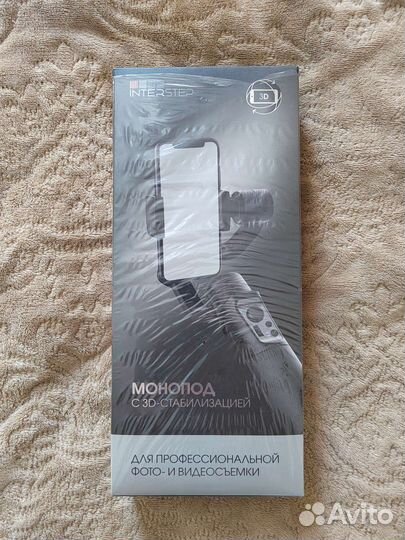 INTERSTEP
3D
МОНОПОД
С 3D-СТАБИЛИЗАЦИЕЙ
ДЛЯ ПРОФЕССИОНАЛЬНОЙ
ФОТО- И ВИДЕОСЪЕМКИ
Avito